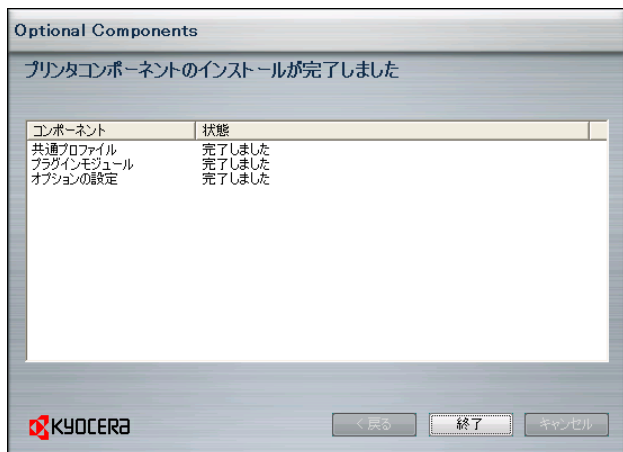 Optional Components
プリンタコンポーネントのインストールが完了しました
コンポーネント 状態
共通プロファイル 完了しました
プラグインモジュール 完了しました
オプションの設定 完了しました
KYOCERA
< 戻る 終了 キャンセル